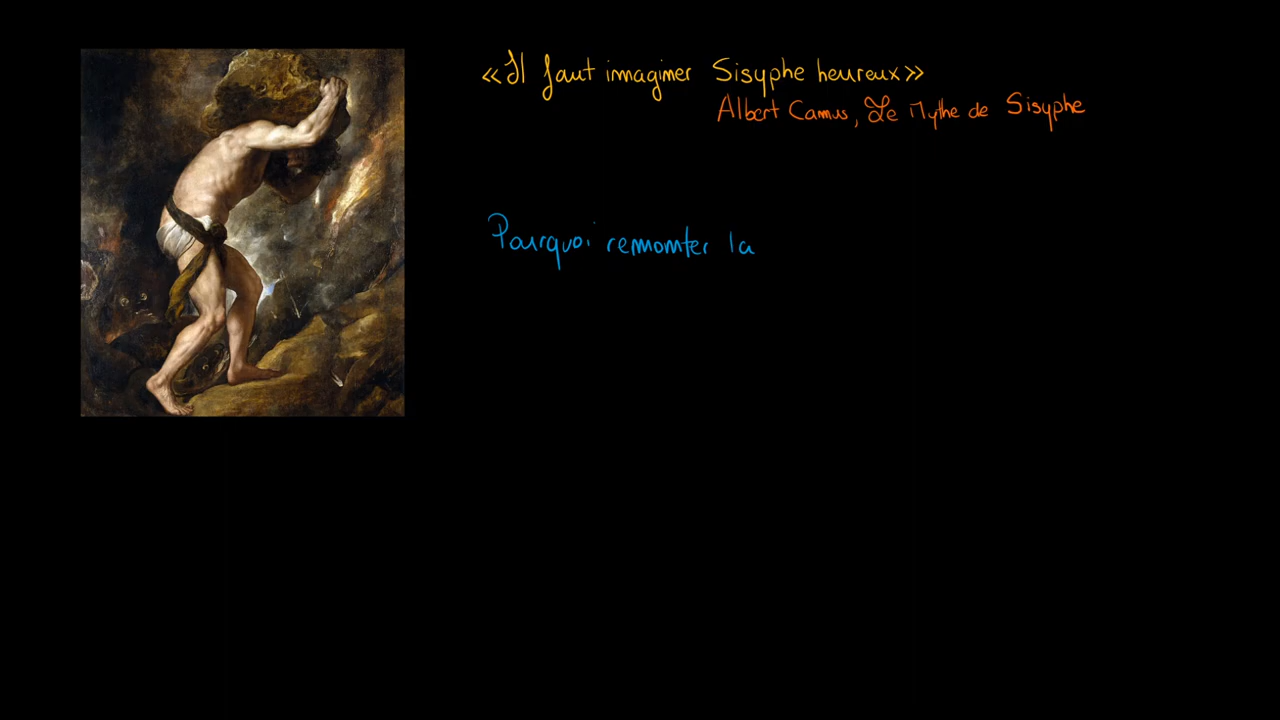 «Il faut imaginer Sisyphe heureux»
Albert Camus, Le Mythe de Sisyphe
Pourquoi remonter la